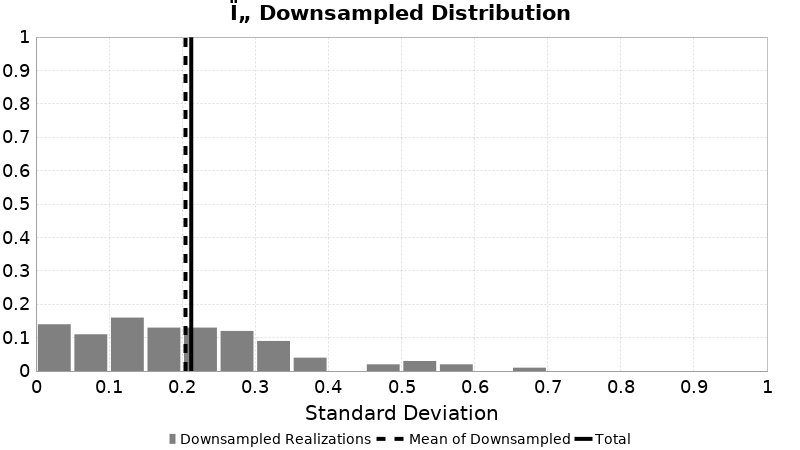 Ï„ Downsampled Distribution
1
0.9
0.8
0.7
0.6
0.5
0.4
0.3
0.2
0.1
0
0 0.1 0.2 0.3 0.4 0.5 0.6 0.7 0.8 0.9 1
Standard Deviation
Downsampled Realizations Mean of Downsampled Total